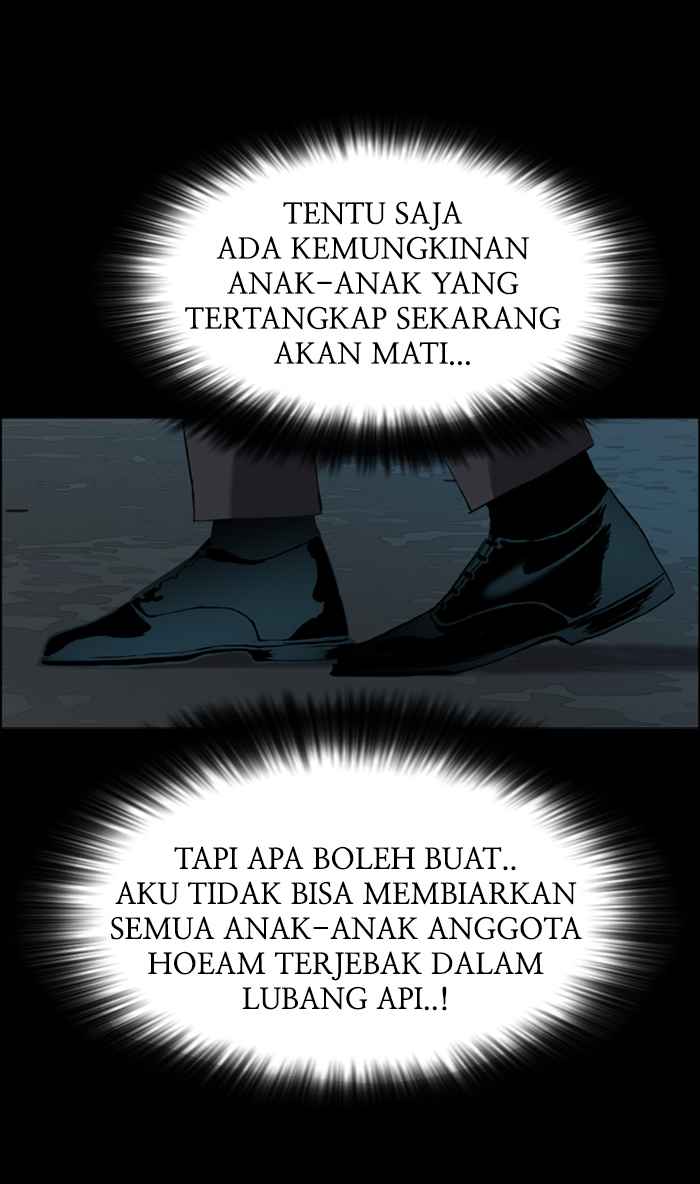 TENTU SAJA
ADA KEMUNGKINAN
ANAK-ANAK YANG
TERTANGKAP SEKARANG
AKAN MATI...
TAPI APA BOLEH BUAT..
AKU TIDAK BISA MEMBIARKAN
SEMUA ANAK-ANAK ANGGOTA
HOEAM TERJEBAK DALAM
LUBANG API..!